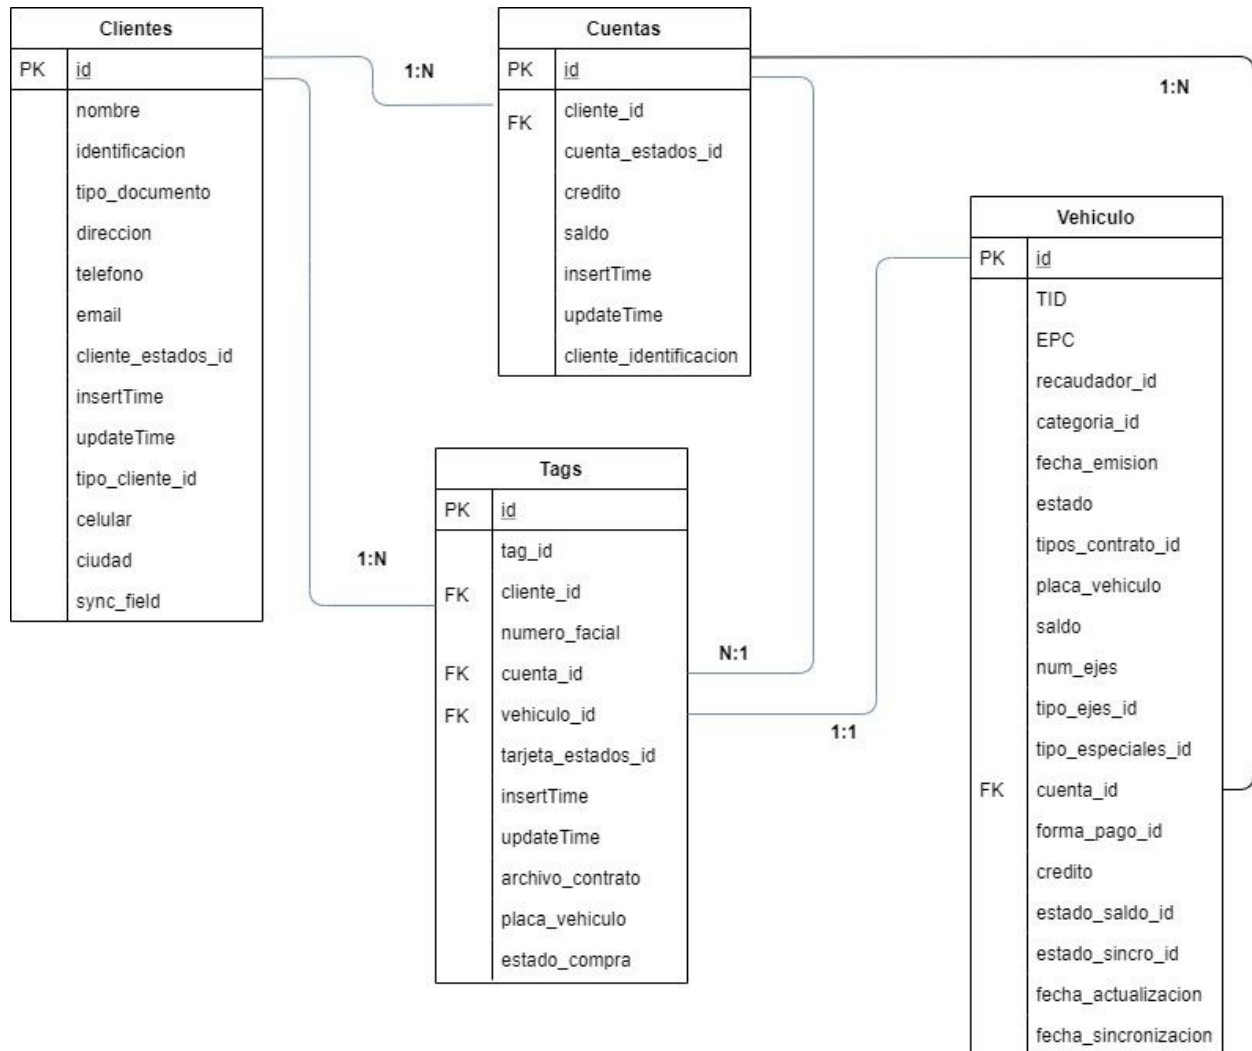 Clientes
PK id
nombre
identificacion
tipo_documento
direccion
telefono
email
cliente_estados_id
insertTime
updateTime
tipo_cliente_id
celular
ciudad
sync_field
1:N
Cuentas
PK id
FK cliente_id
cuenta_estados_id
credito
saldo
insertTime
updateTime
cliente_identificacion
1:N
Vehiculo
PK id
TID
EPC
recaudador_id
categoria_id
fecha_emision
estado
tipos_contrato_id
placa_vehiculo
saldo
num_ejes
tipo_ejes_id
tipo_especiales_id
FK cuenta_id
forma_pago_id
credito
estado_saldo_id
estado_sincro_id
fecha_actualizacion
fecha_sincronizacion
1:N
Tags
PK id
tag_id
FK cliente_id
numero_facial
FK cuenta_id
FK vehiculo_id
tarjeta_estados_id
insertTime
updateTime
archivo_contrato
placa_vehiculo
estado_compra
N:1
1:1